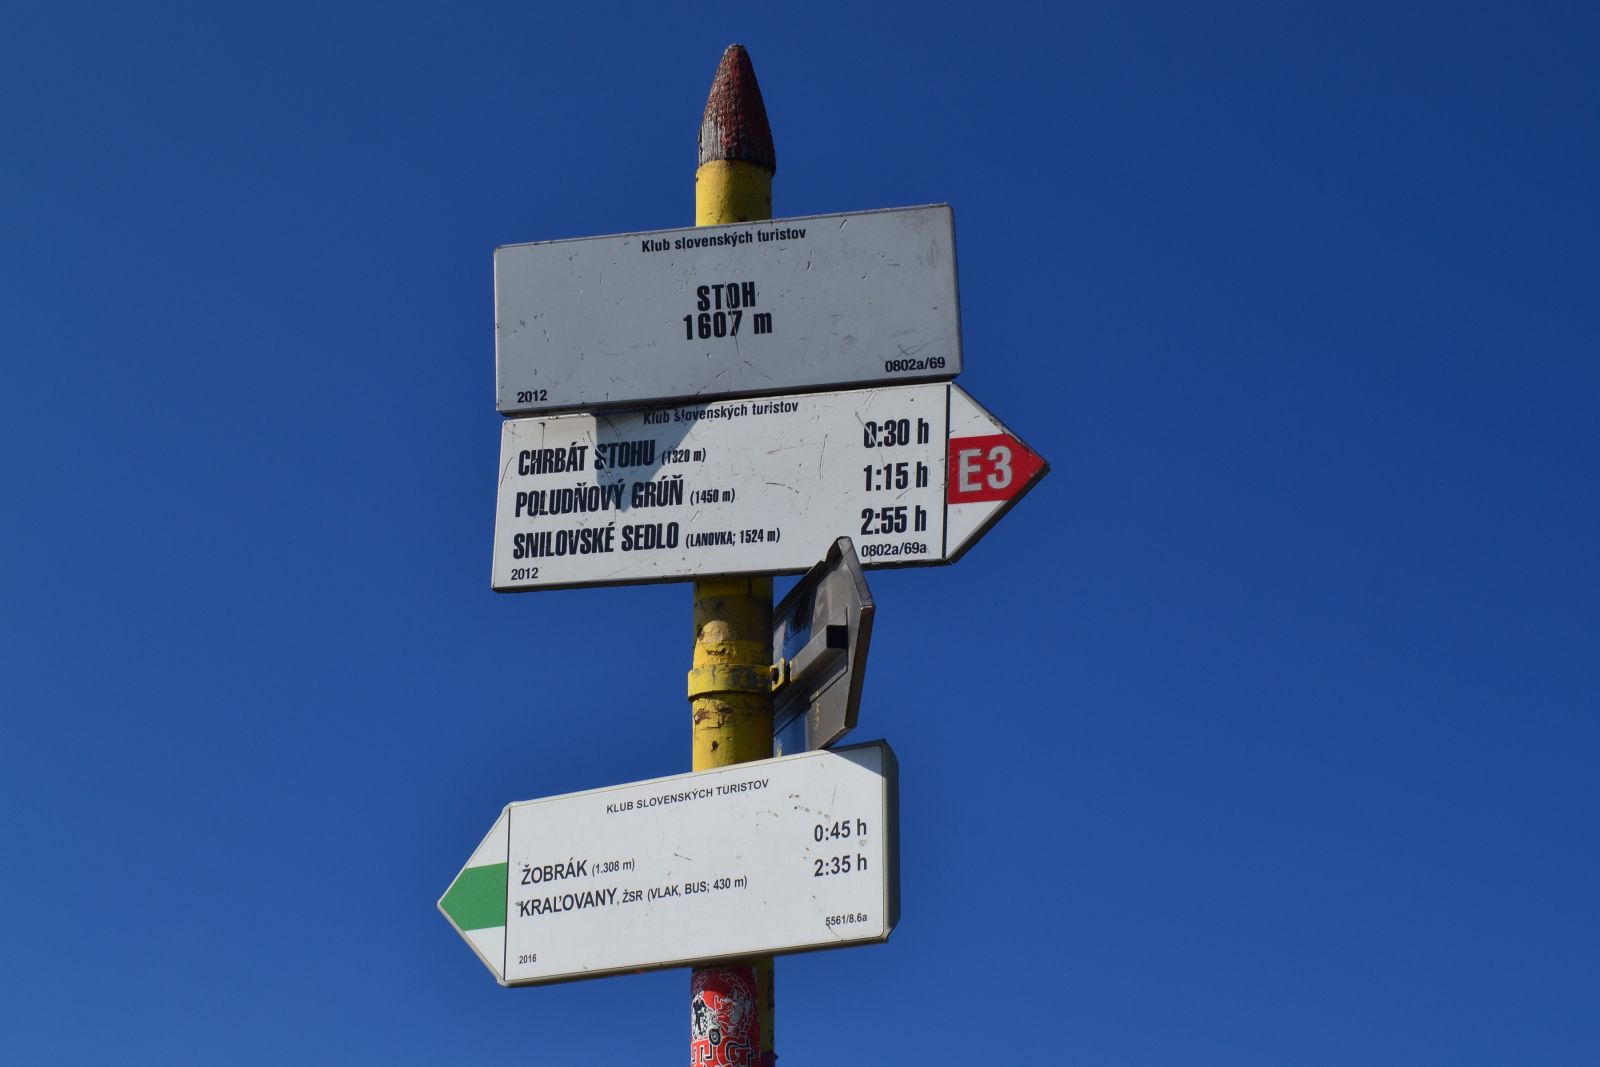 Klub slovenských turistov
STOH
1607 m
0802a/69
2012
Klub slovenských turistov
CHRBÁT STOHU (1320 m) 0:30 h
POLUDŇOVÝ GRÚŇ (1450 m) 1:15 h
SNILOVSKÉ SEDLO (LANOVKA; 1524 m) 2:55 h
2012 0802a/69a
E3
KLUB SLOVENSKÝCH TURISTOV
ŽOBRÁK (1.308 m) 0:45 h
KRAĽOVANY, ŽSR (VLAK, BUS; 430 m) 2:35 h
5561/8.6a
2016
TG